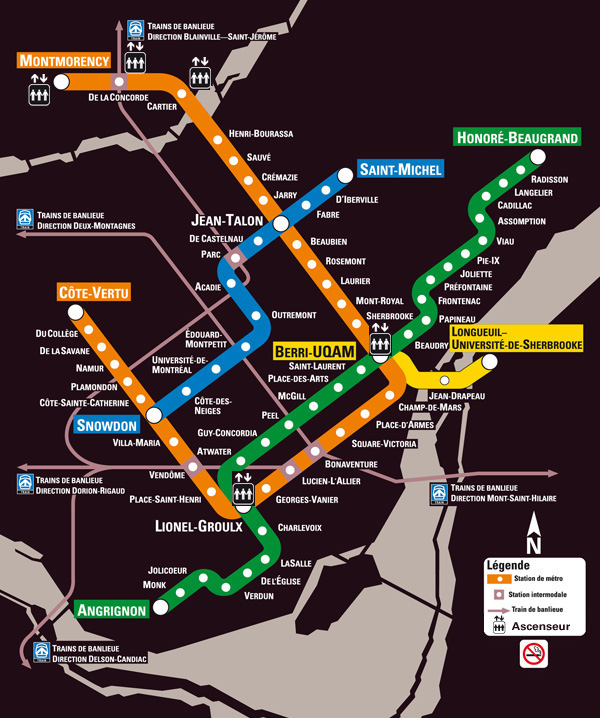 TRAINS DE BANLIEUE
DIRECTION BLAINVILLE—SAINT-JÉRÔME
TRAIN
MONTMORENCY
DE LA CONCORDE
CARTIER
HENRI-BOURASSA
SAUVÉ
CRÉMAZIE
JARRY
HONORÉ-BEAUGRAND
RADISSON
LANGELIER
CADILLAC
ASSOMPTION
VIAU
PIE-IX
JOLIETTE
PRÉFONTAINE
FRONTENAC
PAPINEAU
BEAUDRY
SAINT-MICHEL
D'IBERVILLE
FABRE
JEAN-TALON
DE CASTELNAU
PARC
ACADIE
OUTREMONT
ÉDOUARD-
MONTPETIT
UNIVERSITÉ-DE-
MONTRÉAL
CÔTE-DES-
NEIGES
SNOWDON
BEAUBIEN
ROSEMONT
LAURIER
MONT-ROYAL
SHERBROOKE
BERRI-UQAM
LONGUEUIL–
UNIVERSITÉ-DE-SHERBROOKE
JEAN-DRAPEAU
TRAIN
TRAINS DE BANLIEUE
DIRECTION DEUX-MONTAGNES
CÔTE-VERTU
DU COLLÈGE
DE LA SAVANE
NAMUR
PLAMONDON
CÔTE-SAINTE-CATHERINE
VILLA-MARIA
VENDÔME
PLACE-SAINT-HENRI
LIONEL-GROULX
SAINT-LAURENT
PLACE-DES-ARTS
MCGILL
PEEL
GUY-CONCORDIA
ATWATER
CHAMP-DE-MARS
PLACE-D'ARMES
SQUARE-VICTORIA
BONAVENTURE
LUCIEN-L'ALLIER
GEORGES-VANIER
CHARLEVOIX
LASALLE
DE L'ÉGLISE
VERDUN
JOLICOEUR
MONK
ANGRIGNON
TRAIN
TRAINS DE BANLIEUE
DIRECTION DORION-RIGAUD
TRAIN
TRAINS DE BANLIEUE
DIRECTION MONT-SAINT-HILAIRE
TRAIN
TRAINS DE BANLIEUE
DIRECTION DELSON-CANDIAC
N
Légende
Station de métro
Station intermodale
Train de banlieue
Ascenseur